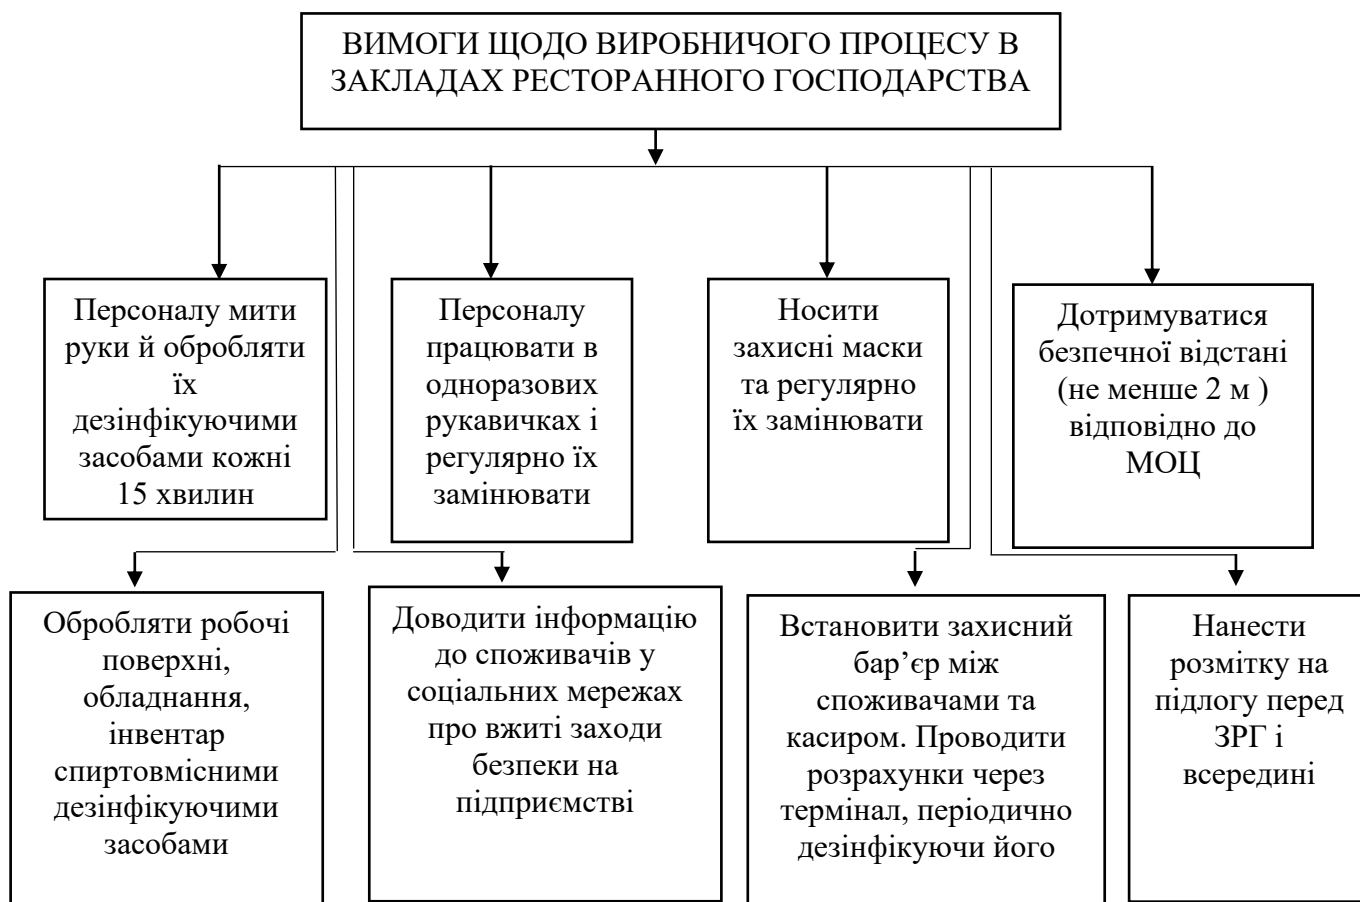 ВИМОГИ ЩОДО ВИРОБНИЧОГО ПРОЦЕСУ В
ЗАКЛАДАХ РЕСТОРАННОГО ГОСПОДАРСТВА
Персоналу мити
руки й обробляти
їх
дезінфікуючими
засобами кожні
15 хвилин
Персоналу
працювати в
одноразових
рукавичках і
регулярно їх
замінювати
Носити
захисні маски
та регулярно
їх замінювати
Дотримуватися
безпечної відстані
(не менше 2 м )
відповідно до
МОЦ
Обробляти робочі
поверхні,
обладнання,
інвентар
спиртовмісними
дезінфікуючими
засобами
Доводити інформацію
до споживачів у
соціальних мережах
про вжиті заходи
безпеки на
підприємстві
Встановити захисний
бар’єр між
споживачами та
касиром. Проводити
розрахунки через
термінал, періодично
дезінфікуючи його
Нанести
розмітку на
підлогу перед
ЗРГ і
всередині